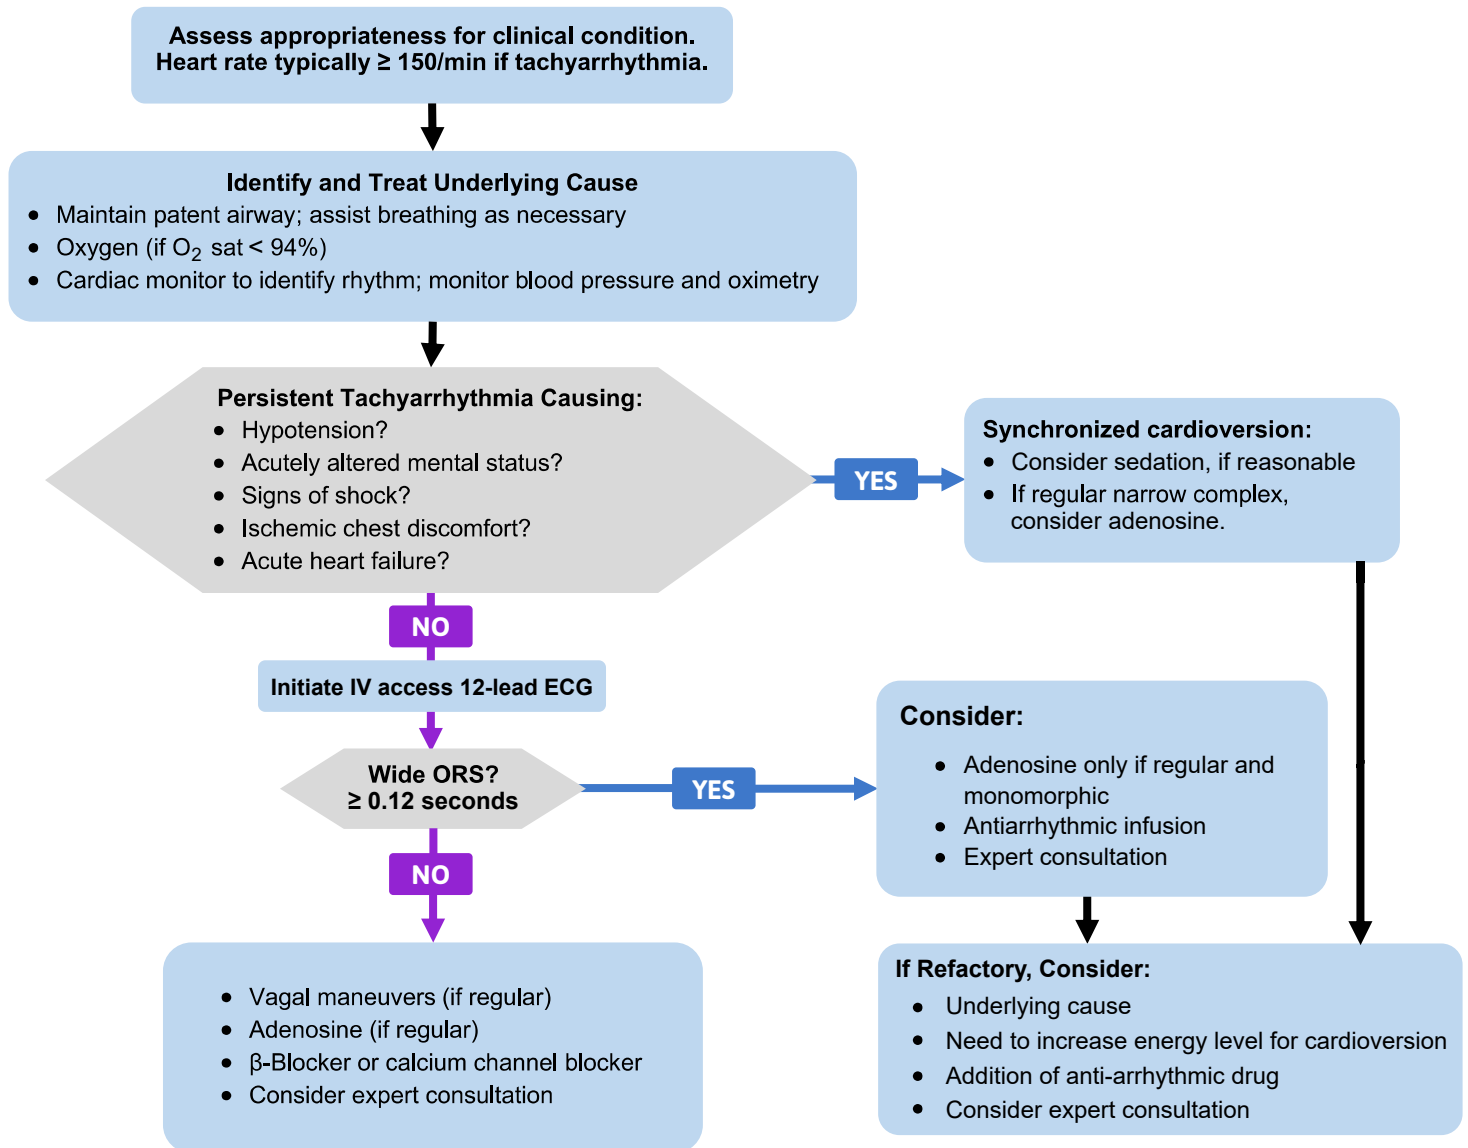 Assess appropriateness for clinical condition.
Heart rate typically ≥ 150/min if tachyarrhythmia.
Identify and Treat Underlying Cause
• Maintain patent airway; assist breathing as necessary
• Oxygen (if O₂ sat < 94%)
• Cardiac monitor to identify rhythm; monitor blood pressure and oximetry
Persistent Tachyarrhythmia Causing:
• Hypotension?
• Acutely altered mental status?
• Signs of shock?
• Ischemic chest discomfort?
• Acute heart failure?
YES
Synchronized cardioversion:
• Consider sedation, if reasonable
• If regular narrow complex,
consider adenosine.
NO
Initiate IV access 12-lead ECG
Wide ORS?
≥ 0.12 seconds
YES
Consider:
• Adenosine only if regular and
monomorphic
• Antiarrhythmic infusion
• Expert consultation
NO
• Vagal maneuvers (if regular)
• Adenosine (if regular)
• β-Blocker or calcium channel blocker
• Consider expert consultation
If Refactory, Consider:
• Underlying cause
• Need to increase energy level for cardioversion
• Addition of anti-arrhythmic drug
• Consider expert consultation